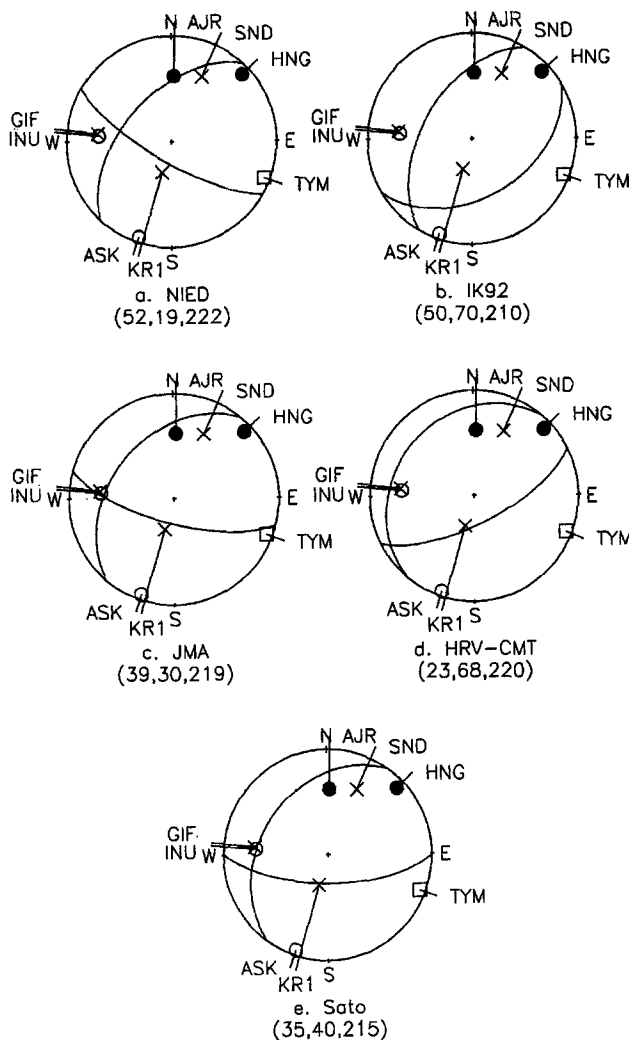 N AJR SND HNG
GIF INU W E TYM
ASK KR1 S
a. NIED
(52,19,222)
N AJR SND HNG
GIF INU W E TYM
ASK KR1 S
b. IK92
(50,70,210)
N AJR SND HNG
GIF INU W E TYM
ASK KR1 S
c. JMA
(39,30,219)
N AJR SND HNG
GIF INU W E TYM
ASK KR1 S
d. HRV-CMT
(23,68,220)
N AJR SND HNG
GIF INU W E TYM
ASK KR1 S
e. Sato
(35,40,215)